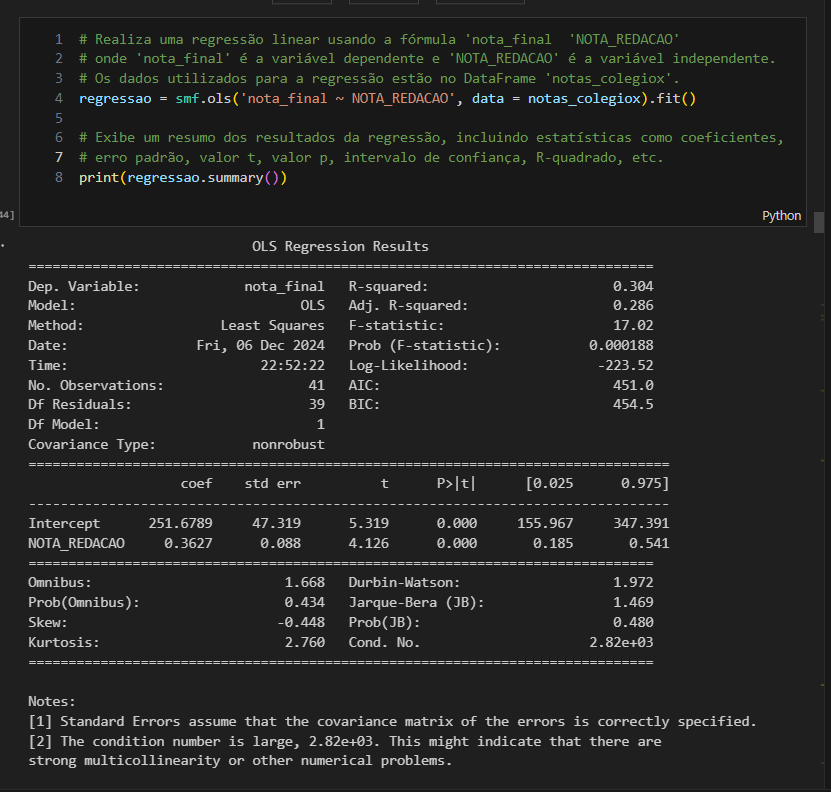 1 # Realiza uma regressão linear usando a fórmula 'nota_final  'NOTA_REDACAO'
2 # onde 'nota_final' é a variável dependente e 'NOTA_REDACAO' é a variável independente.
3 # Os dados utilizados para a regressão estão no DataFrame 'notas_colegiox'.
4 regressao = smf.ols('nota_final ~ NOTA_REDACAO', data = notas_colegiox).fit()
5
6 # Exibe um resumo dos resultados da regressão, incluindo estatísticas como coeficientes,
7 # erro padrão, valor t, valor p, intervalo de confiança, R-quadrado, etc.
8 print(regressao.summary())
44]
Python
OLS Regression Results
==============================================================================
Dep. Variable: nota_final R-squared: 0.304
Model: OLS Adj. R-squared: 0.286
Method: Least Squares F-statistic: 17.02
Date: Fri, 06 Dec 2024 Prob (F-statistic): 0.000188
Time: 22:52:22 Log-Likelihood: -223.52
No. Observations: 41 AIC: 451.0
Df Residuals: 39 BIC: 454.5
Df Model: 1
Covariance Type: nonrobust
================================================================================
coef std err t P>|t| [0.025 0.975]
--------------------------------------------------------------------------------
Intercept 251.6789 47.319 5.319 0.000 155.967 347.391
NOTA_REDACAO 0.3627 0.088 4.126 0.000 0.185 0.541
==============================================================================
Omnibus: 1.668 Durbin-Watson: 1.972
Prob(Omnibus): 0.434 Jarque-Bera (JB): 1.469
Skew: -0.448 Prob(JB): 0.480
Kurtosis: 2.760 Cond. No. 2.82e+03
==============================================================================
Notes:
[1] Standard Errors assume that the covariance matrix of the errors is correctly specified.
[2] The condition number is large, 2.82e+03. This might indicate that there are
strong multicollinearity or other numerical problems.